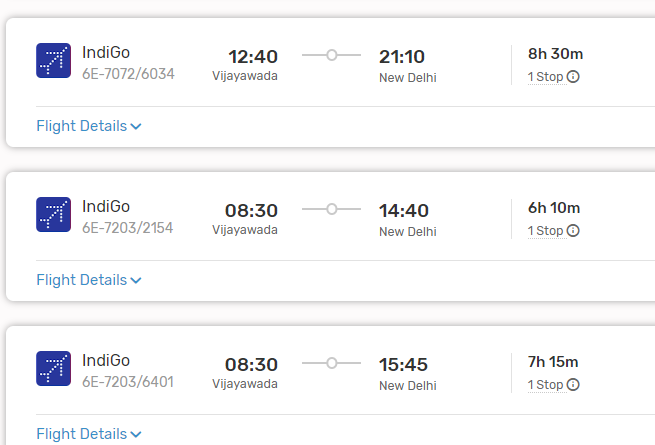 IndiGo 12:40 21:10 8h 30m
6E-7072/6034 Vijayawada New Delhi 1 Stop
Flight Details
IndiGo 08:30 14:40 6h 10m
6E-7203/2154 Vijayawada New Delhi 1 Stop
Flight Details
IndiGo 08:30 15:45 7h 15m
6E-7203/6401 Vijayawada New Delhi 1 Stop
Flight Details